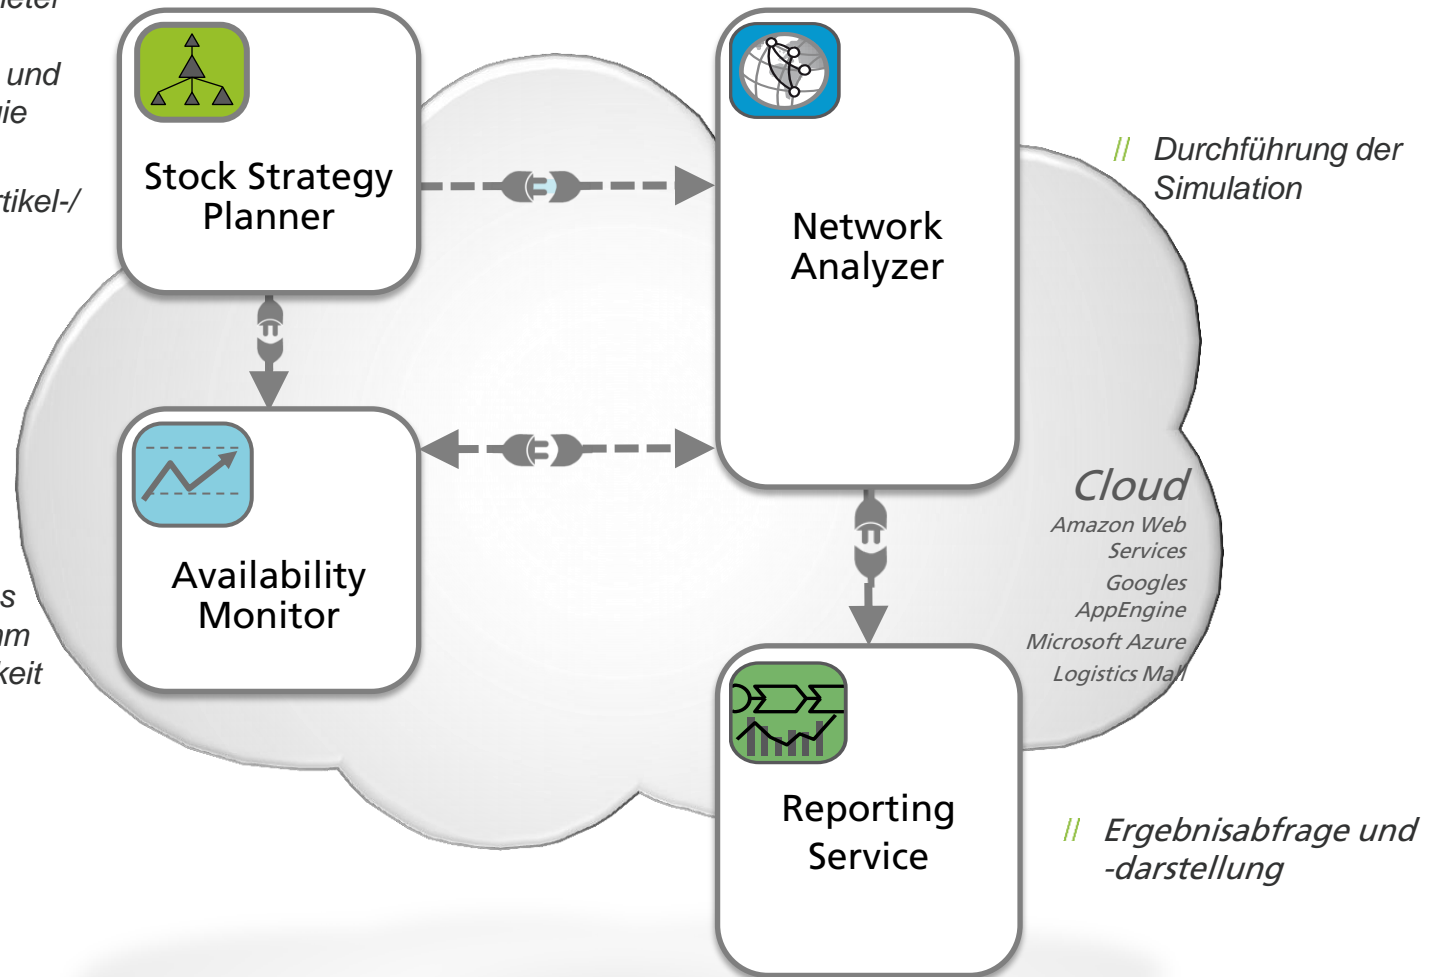 und
Stock Strategy
Planner
Network
Analyzer
// Durchführung der
Simulation
Availability
Monitor
Cloud
Amazon Web
Services
Googles
AppEngine
Microsoft Azure
Logistics Mall
Reporting
Service
// Ergebnisabfrage und
-darstellung